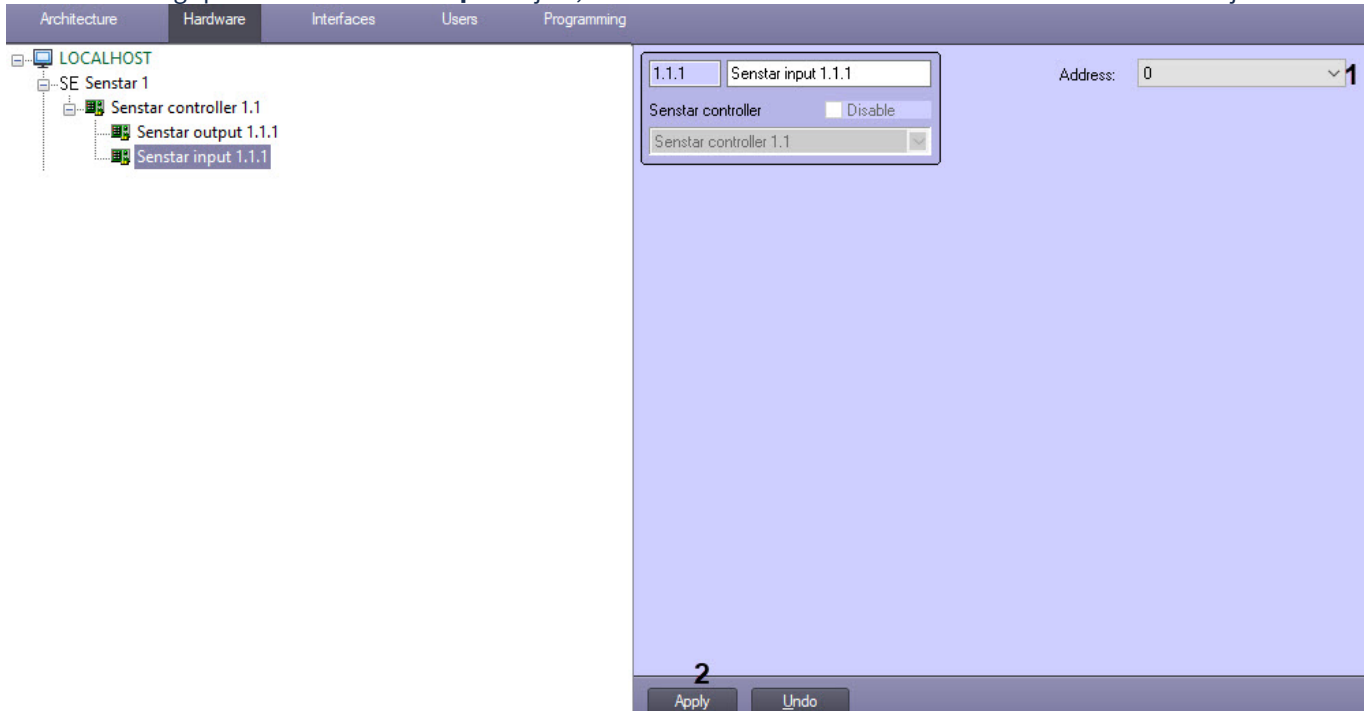 Architecture Hardware Interfaces Users Programming
LOCALHOST
SE Senstar 1
Senstar controller 1.1
Senstar output 1.1.1
Senstar input 1.1.1
1.1.1 Senstar input 1.1.1
Senstar controller Disable
Senstar controller 1.1
Address: 0 1
2
Apply Undo